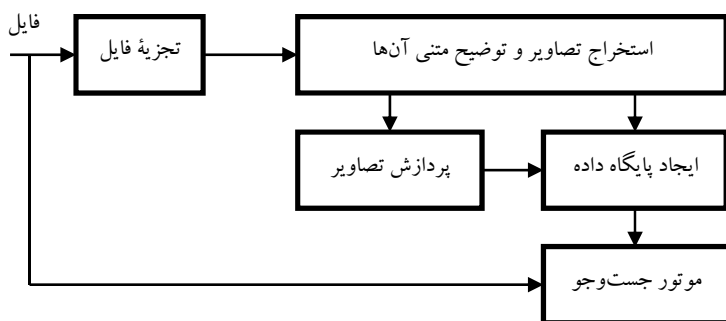 فایل
تجزیهٔ فایل
استخراج تصاویر و توضیح متنی آن‌ها
پردازش تصاویر
ایجاد پایگاه داده
موتور جست‌وجو